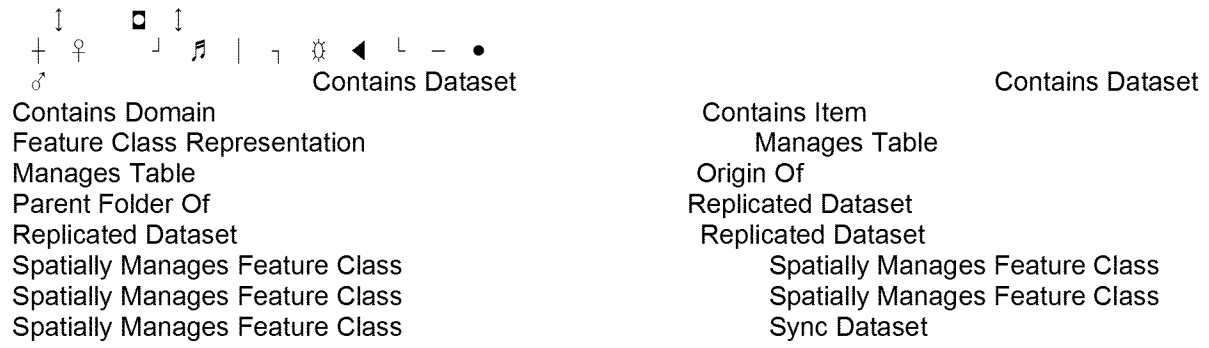 ↕ ◘ ↕
┼ ♀ ┘ ♬ │ ┐ ☼ ◄ └ ─ •
♂ Contains Dataset Contains Dataset
Contains Domain Contains Item
Feature Class Representation Manages Table
Manages Table Origin Of
Parent Folder Of Replicated Dataset
Replicated Dataset Replicated Dataset
Spatially Manages Feature Class Spatially Manages Feature Class
Spatially Manages Feature Class Spatially Manages Feature Class
Spatially Manages Feature Class Sync Dataset